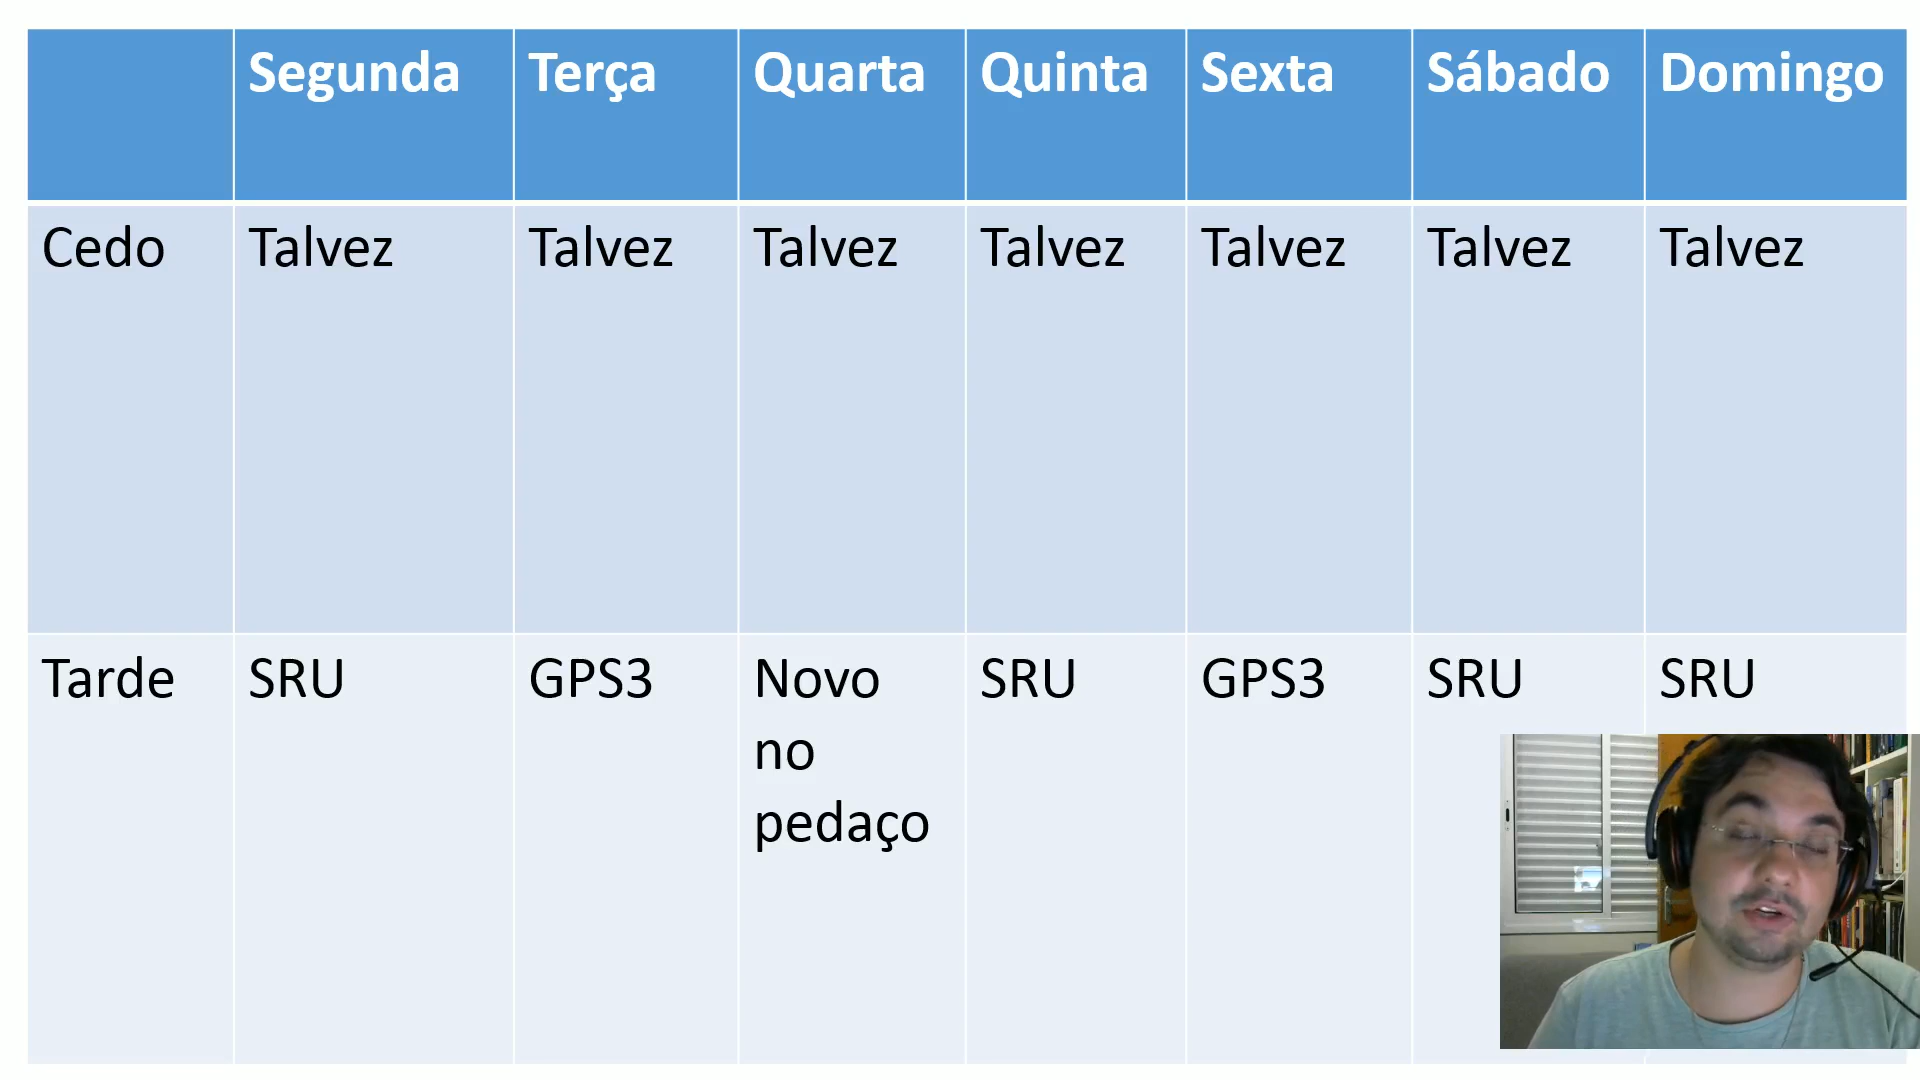 Segunda Terça Quarta Quinta Sexta Sábado Domingo
Cedo Talvez Talvez Talvez Talvez Talvez Talvez Talvez
Tarde SRU GPS3 Novo SRU GPS3 SRU SRU
no
pedaço